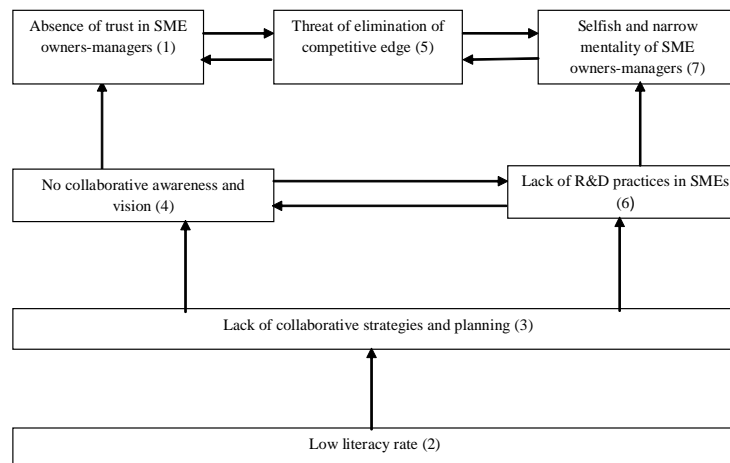 Absence of trust in SME
owners-managers (1)
Threat of elimination of
competitive edge (5)
Selfish and narrow
mentality of SME
owners-managers (7)
No collaborative awareness and
vision (4)
Lack of R&D practices in SMEs
(6)
Lack of collaborative strategies and planning (3)
Low literacy rate (2)